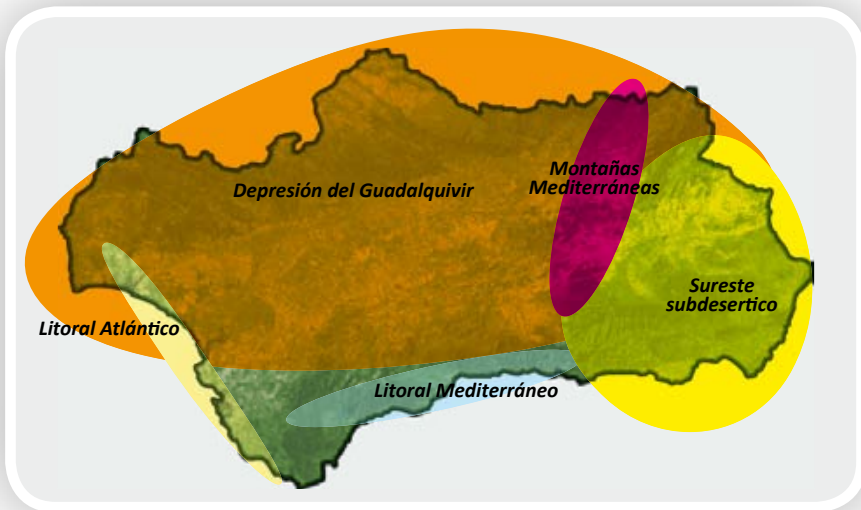 Montañas
Mediterráneas
Depresión del Guadalquivir
Sureste
subdesertico
Litoral Atlántico
Litoral Mediterráneo